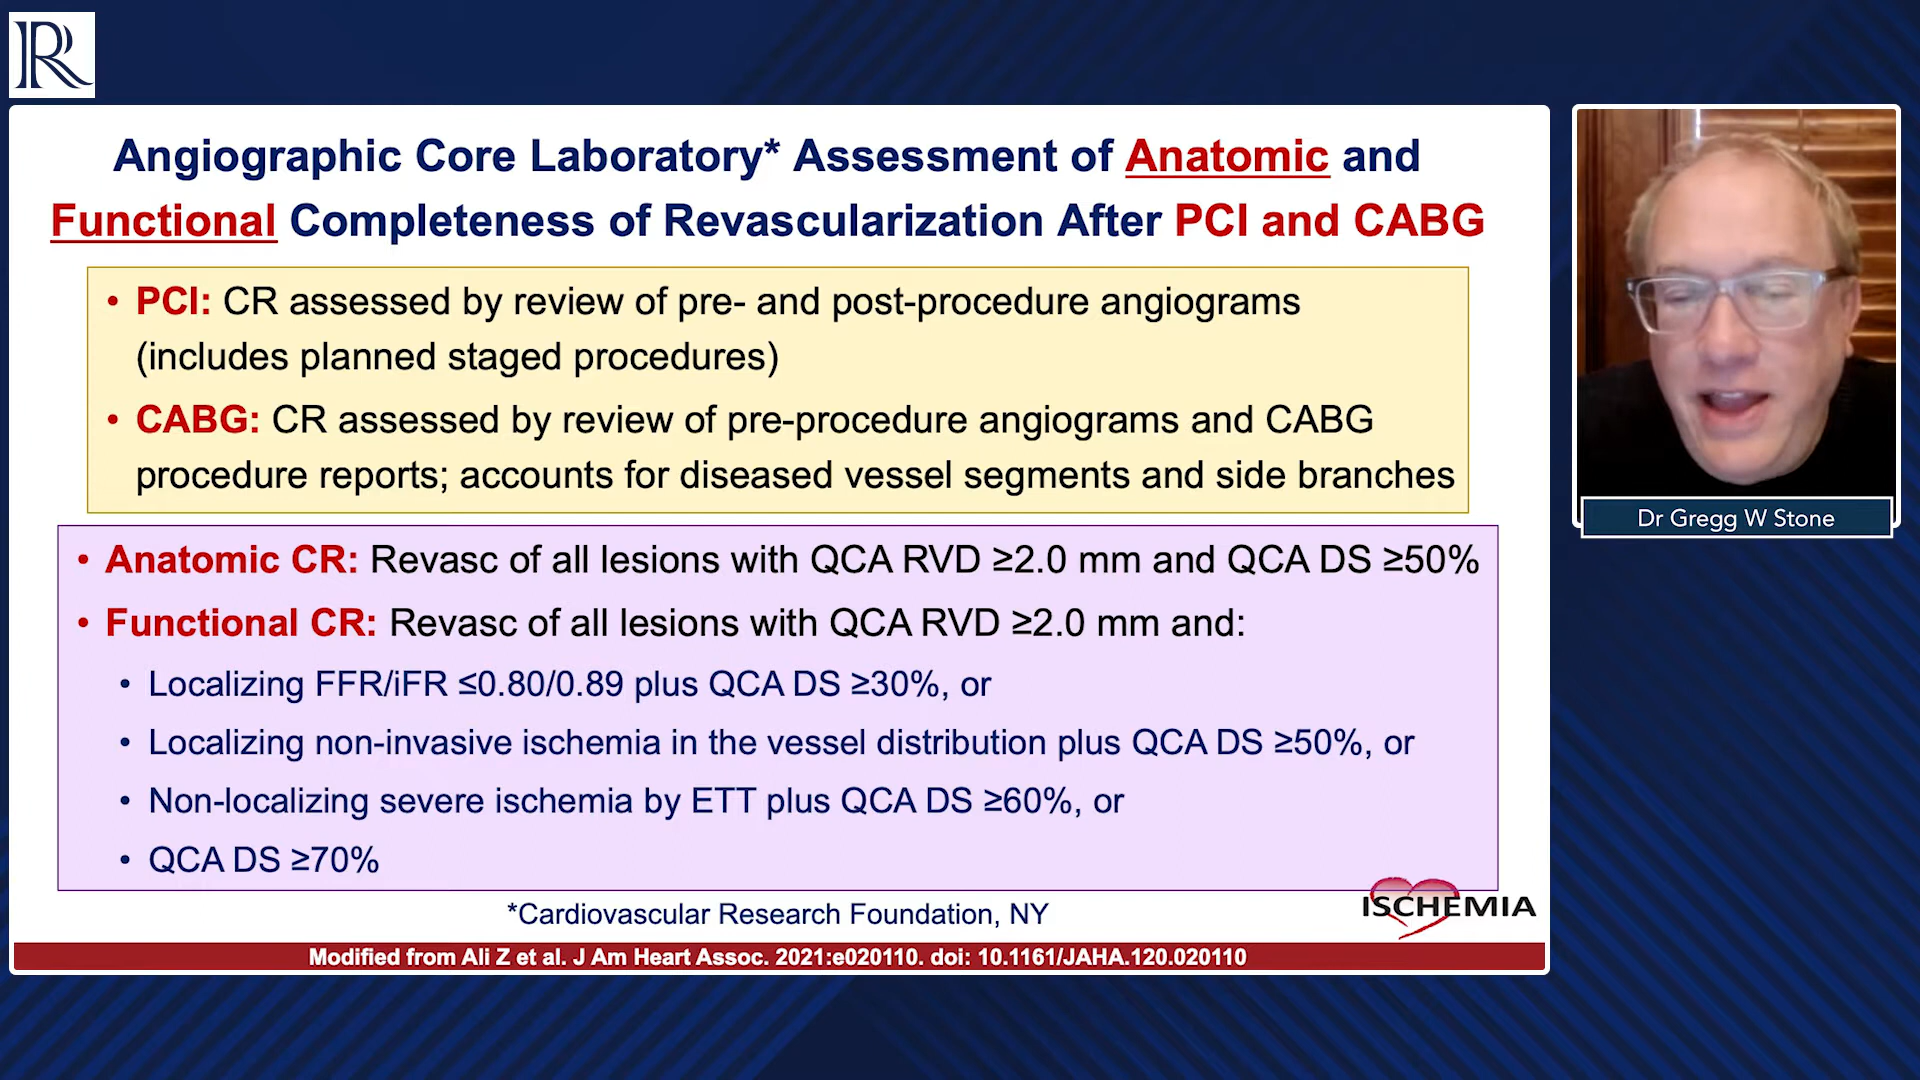 R
Angiographic Core Laboratory* Assessment of Anatomic and
Functional Completeness of Revascularization After PCI and CABG
• PCI: CR assessed by review of pre- and post-procedure angiograms
(includes planned staged procedures)
• CABG: CR assessed by review of pre-procedure angiograms and CABG
procedure reports; accounts for diseased vessel segments and side branches
• Anatomic CR: Revasc of all lesions with QCA RVD ≥2.0 mm and QCA DS ≥50%
• Functional CR: Revasc of all lesions with QCA RVD ≥2.0 mm and:
• Localizing FFR/iFR ≤0.80/0.89 plus QCA DS ≥30%, or
• Localizing non-invasive ischemia in the vessel distribution plus QCA DS ≥50%, or
• Non-localizing severe ischemia by ETT plus QCA DS ≥60%, or
• QCA DS ≥70%
*Cardiovascular Research Foundation, NY
ISCHEMIA
Modified from Ali Z et al. J Am Heart Assoc. 2021:e020110. doi: 10.1161/JAHA.120.020110
Dr Gregg W Stone